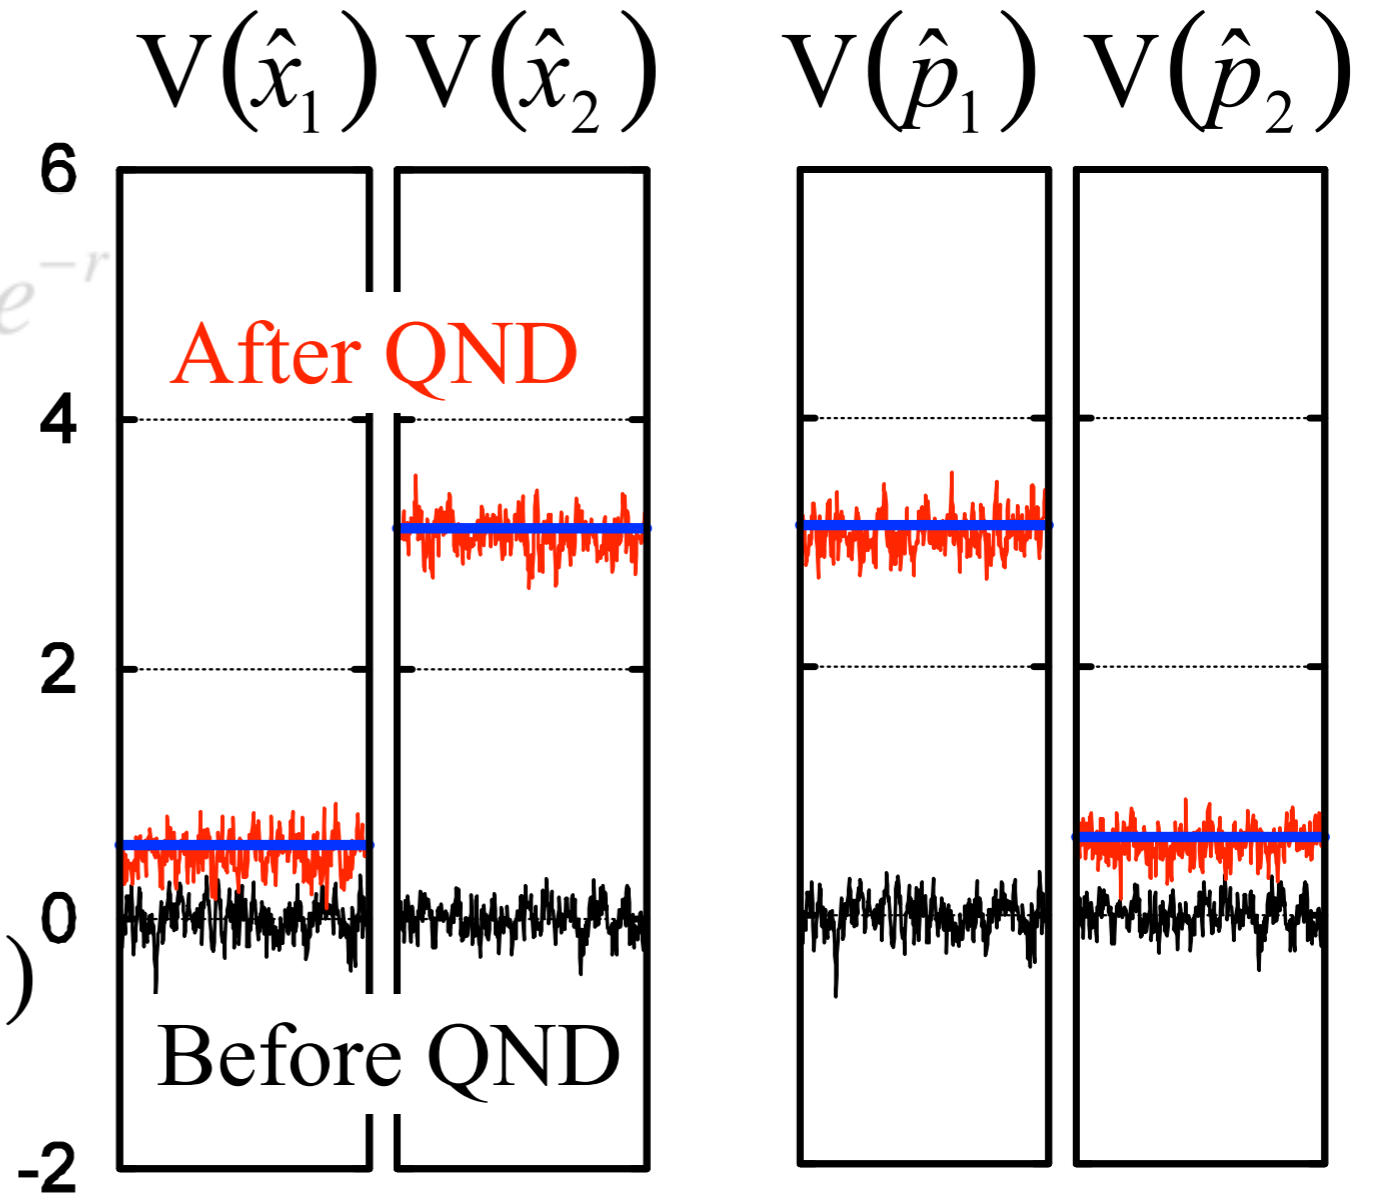 V(x̂₁) V(x̂₂) V(p̂₁) V(p̂₂)
6
e⁻ʳ
After QND
4
2
0
)
Before QND
-2